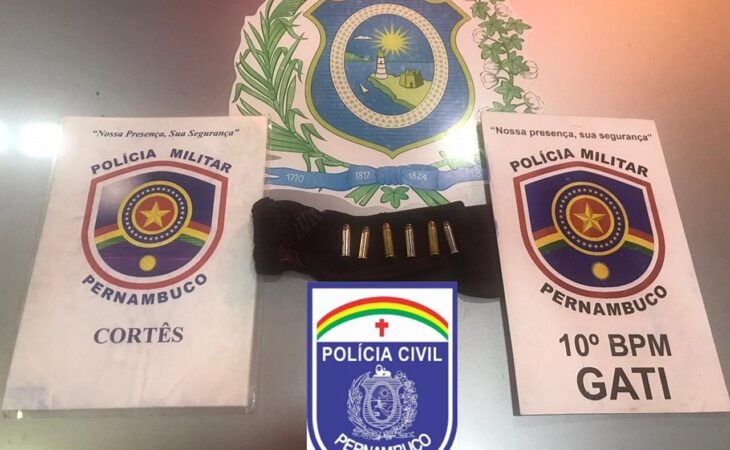 1710 1817 1824 18
"Nossa Presença, Sua Segurança"
POLÍCIA MILITAR
PERNAMBUCO
CORTÊS
"Nossa presença, sua segurança"
POLÍCIA MILITAR
PERNAMBUCO
10º BPM
GATI
POLÍCIA CIVIL
PERNAMBUCO